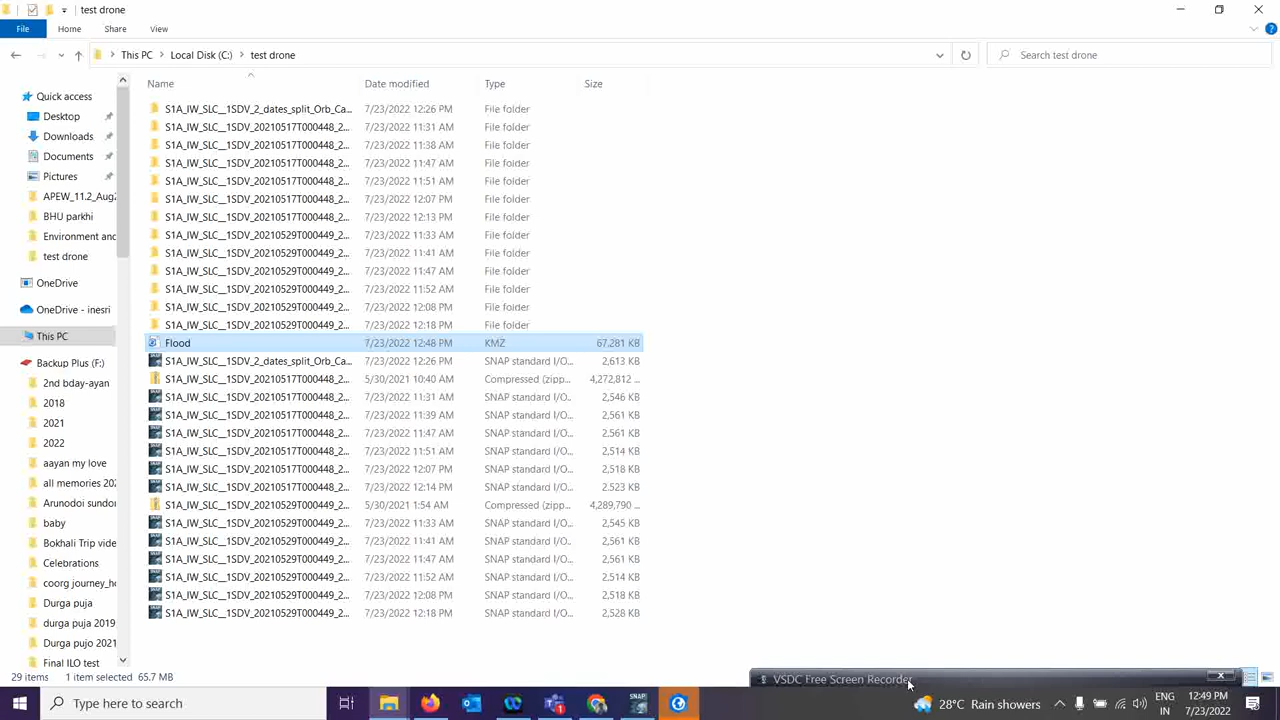 test drone
File Home Share View
This PC Local Disk (C:) test drone Search test drone
Name Date modified Type Size
Quick access
Desktop
Downloads
Documents
Pictures
APEW_11.2_Aug2
BHU parkhi
Environment and
test drone
OneDrive
OneDrive - inesri
This PC
Backup Plus (F:)
2nd bday-ayan
2018
2021
2022
aayan my love
all memories 202
Arunodoi sundon
baby
Bokhali Trip vide
Celebrations
coorg journey_ho
Durga puja
durga puja 2019
Durga pujo 2021
Final ILO test
S1A_IW_SLC__1SDV_2_dates_split_Orb_Ca... 7/23/2022 12:26 PM File folder
S1A_IW_SLC__1SDV_20210517T000448_2... 7/23/2022 11:31 AM File folder
S1A_IW_SLC__1SDV_20210517T000448_2... 7/23/2022 11:38 AM File folder
S1A_IW_SLC__1SDV_20210517T000448_2... 7/23/2022 11:47 AM File folder
S1A_IW_SLC__1SDV_20210517T000448_2... 7/23/2022 11:51 AM File folder
S1A_IW_SLC__1SDV_20210517T000448_2... 7/23/2022 12:07 PM File folder
S1A_IW_SLC__1SDV_20210517T000448_2... 7/23/2022 12:13 PM File folder
S1A_IW_SLC__1SDV_20210529T000449_2... 7/23/2022 11:33 AM File folder
S1A_IW_SLC__1SDV_20210529T000449_2... 7/23/2022 11:41 AM File folder
S1A_IW_SLC__1SDV_20210529T000449_2... 7/23/2022 11:47 AM File folder
S1A_IW_SLC__1SDV_20210529T000449_2... 7/23/2022 11:52 AM File folder
S1A_IW_SLC__1SDV_20210529T000449_2... 7/23/2022 12:08 PM File folder
S1A_IW_SLC__1SDV_20210529T000449_2... 7/23/2022 12:18 PM File folder
Flood 7/23/2022 12:48 PM KMZ 67,281 KB
S1A_IW_SLC__1SDV_2_dates_split_Orb_Ca... 7/23/2022 12:26 PM SNAP standard I/O... 2,613 KB
S1A_IW_SLC__1SDV_20210517T000448_2... 5/30/2021 10:40 AM Compressed (zipp... 4,272,812 ...
S1A_IW_SLC__1SDV_20210517T000448_2... 7/23/2022 11:31 AM SNAP standard I/O... 2,546 KB
S1A_IW_SLC__1SDV_20210517T000448_2... 7/23/2022 11:39 AM SNAP standard I/O... 2,561 KB
S1A_IW_SLC__1SDV_20210517T000448_2... 7/23/2022 11:47 AM SNAP standard I/O... 2,561 KB
S1A_IW_SLC__1SDV_20210517T000448_2... 7/23/2022 11:51 AM SNAP standard I/O... 2,514 KB
S1A_IW_SLC__1SDV_20210517T000448_2... 7/23/2022 12:07 PM SNAP standard I/O... 2,518 KB
S1A_IW_SLC__1SDV_20210517T000448_2... 7/23/2022 12:14 PM SNAP standard I/O... 2,523 KB
S1A_IW_SLC__1SDV_20210529T000449_2... 5/30/2021 1:54 AM Compressed (zipp... 4,289,790 ...
S1A_IW_SLC__1SDV_20210529T000449_2... 7/23/2022 11:33 AM SNAP standard I/O... 2,545 KB
S1A_IW_SLC__1SDV_20210529T000449_2... 7/23/2022 11:41 AM SNAP standard I/O... 2,561 KB
S1A_IW_SLC__1SDV_20210529T000449_2... 7/23/2022 11:47 AM SNAP standard I/O... 2,561 KB
S1A_IW_SLC__1SDV_20210529T000449_2... 7/23/2022 11:52 AM SNAP standard I/O... 2,514 KB
S1A_IW_SLC__1SDV_20210529T000449_2... 7/23/2022 12:08 PM SNAP standard I/O... 2,518 KB
S1A_IW_SLC__1SDV_20210529T000449_2... 7/23/2022 12:18 PM SNAP standard I/O... 2,528 KB
29 items 1 item selected 65.7 MB
VSDC Free Screen Recorder
Type here to search
SNAP
28°C Rain showers
ENG
IN
12:49 PM
7/23/2022